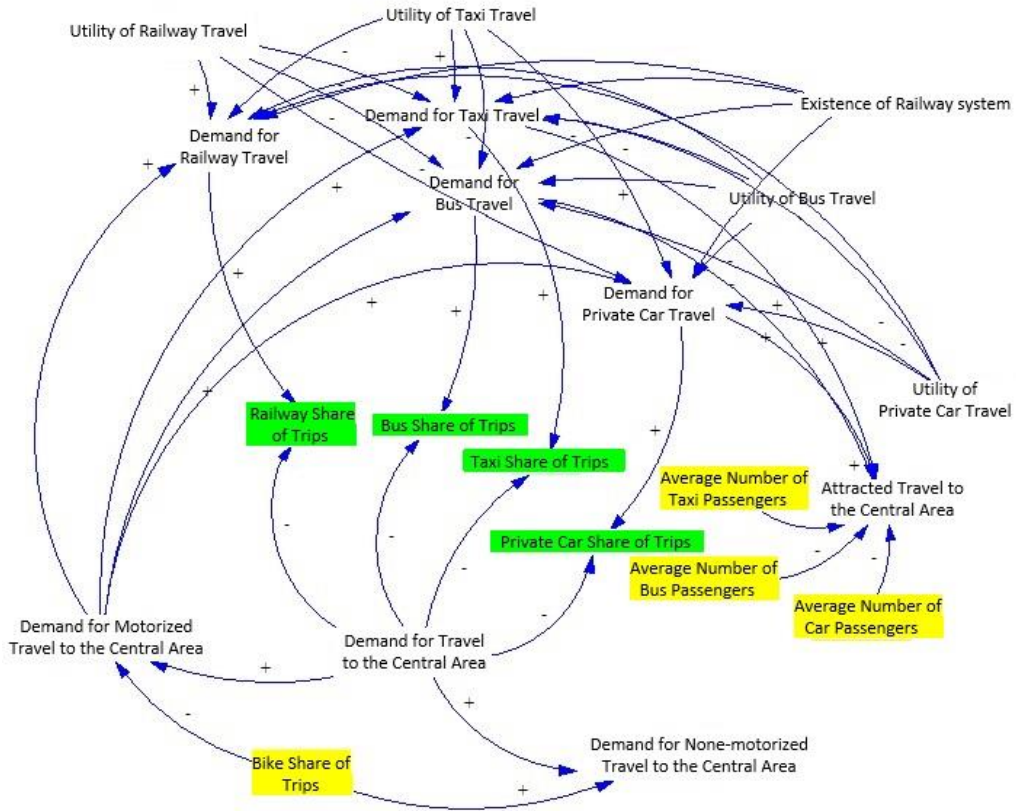 Utility of Taxi Travel
Utility of Railway Travel
-
+
+
Existence of Railway system
Demand for Taxi Travel
-
-
-
-
Demand for
Railway Travel
+
-
Demand for
Bus Travel
+
+
Utility of Bus Travel
-
+
Demand for
Private Car Travel
+
+
+
+
+
+
-
-
Utility of
Private Car Travel
+
Railway Share
of Trips
Bus Share of Trips
+
Taxi Share of Trips
+
Average Number of
Taxi Passengers
Attracted Travel to
the Central Area
-
-
Private Car Share of Trips
-
-
Average Number of
Bus Passengers
-
-
Average Number of
Car Passengers
Demand for Motorized
Travel to the Central Area
Demand for Travel
to the Central Area
+
+
-
Demand for None-motorized
Travel to the Central Area
Bike Share of
Trips
+